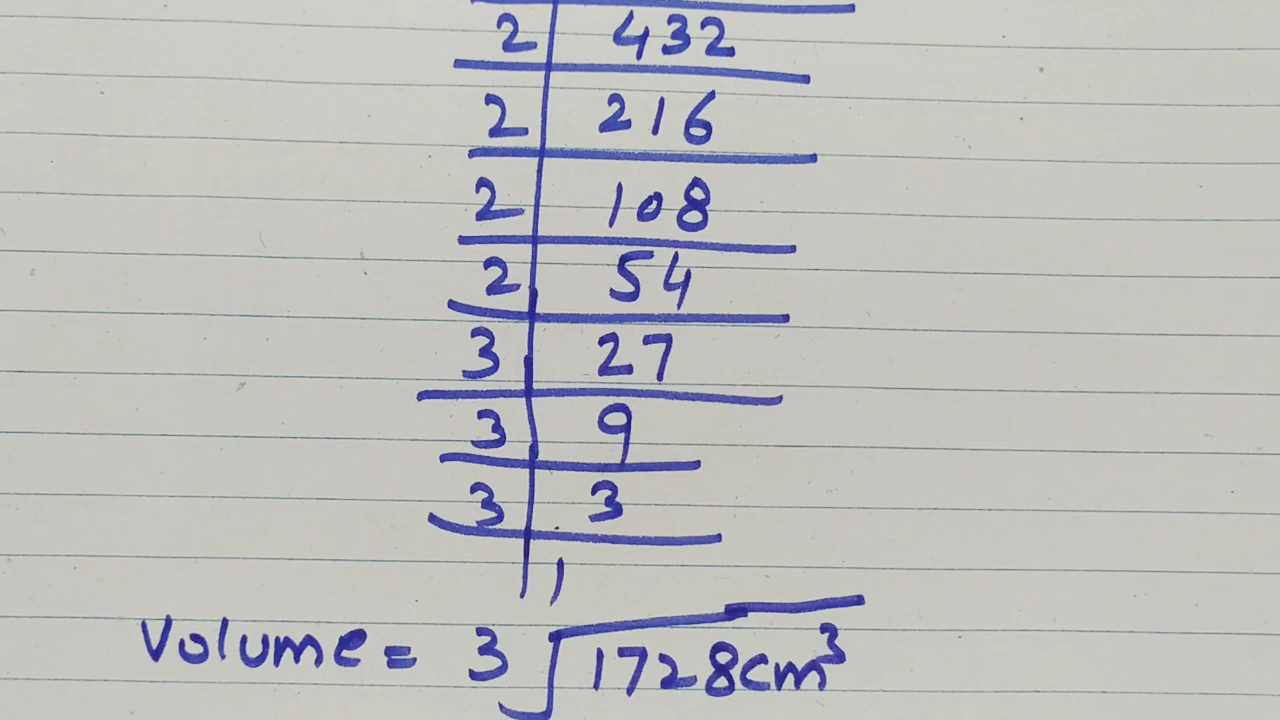 2 | 432
2 | 216
2 | 108
2 | 54
3 | 27
3 | 9
3 | 3
1
Volume = 3√1728cm³